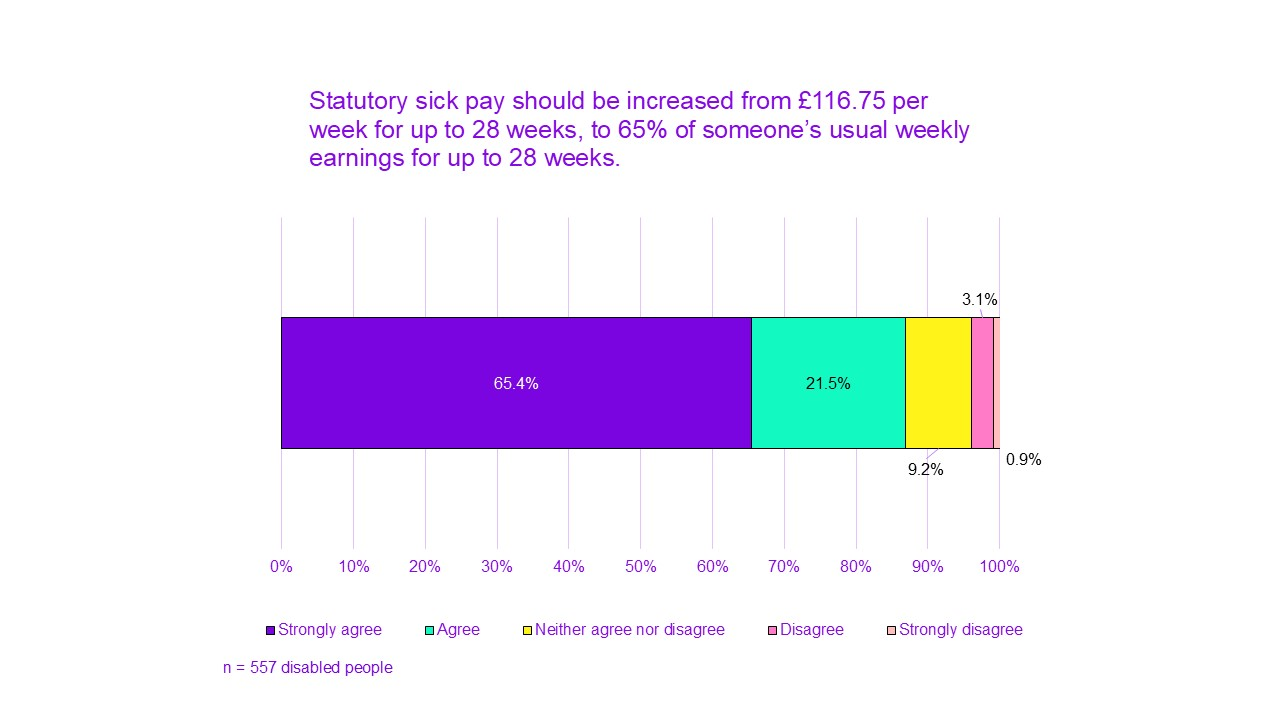 Statutory sick pay should be increased from £116.75 per
week for up to 28 weeks, to 65% of someone’s usual weekly
earnings for up to 28 weeks.
3.1%
65.4%
21.5%
0.9%
9.2%
0% 10% 20% 30% 40% 50% 60% 70% 80% 90% 100%
Strongly agree Agree Neither agree nor disagree Disagree Strongly disagree
n = 557 disabled people